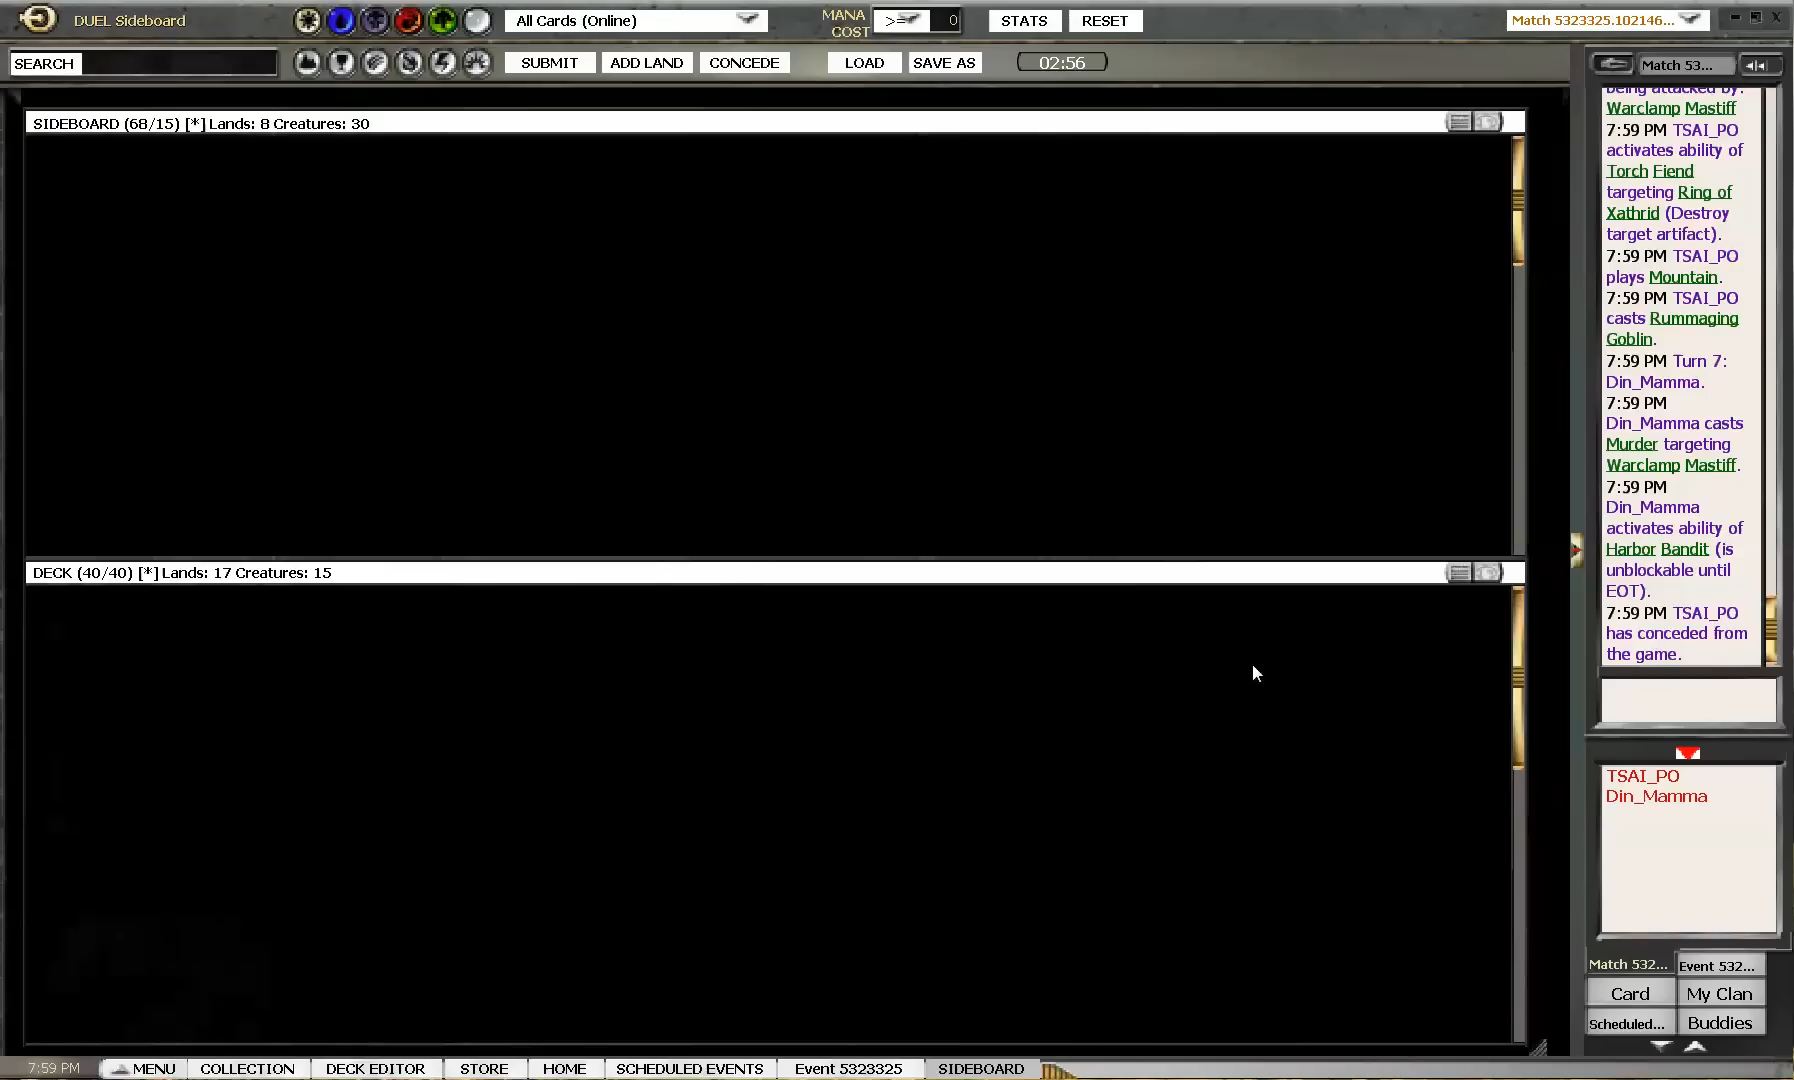 DUEL Sideboard
All Cards (Online)
MANA
COST
>=
0
STATS
RESET
Match 5323325.102146...
SEARCH
SUBMIT
ADD LAND
CONCEDE
LOAD
SAVE AS
02:56
Match 53...
SIDEBOARD (68/15) [*] Lands: 8 Creatures: 30
DECK (40/40) [*] Lands: 17 Creatures: 15
being attacked by:
Warclamp Mastiff
7:59 PM TSAI_PO
activates ability of
Torch Fiend
targeting Ring of
Xathrid (Destroy
target artifact).
7:59 PM TSAI_PO
plays Mountain.
7:59 PM TSAI_PO
casts Rummaging
Goblin.
7:59 PM Turn 7:
Din_Mamma.
7:59 PM
Din_Mamma casts
Murder targeting
Warclamp Mastiff.
7:59 PM
Din_Mamma
activates ability of
Harbor Bandit (is
unblockable until
EOT).
7:59 PM TSAI_PO
has conceded from
the game.
TSAI_PO
Din_Mamma
Match 532...
Event 532...
Card
My Clan
Scheduled...
Buddies
7:59 PM
MENU
COLLECTION
DECK EDITOR
STORE
HOME
SCHEDULED EVENTS
Event 5323325
SIDEBOARD